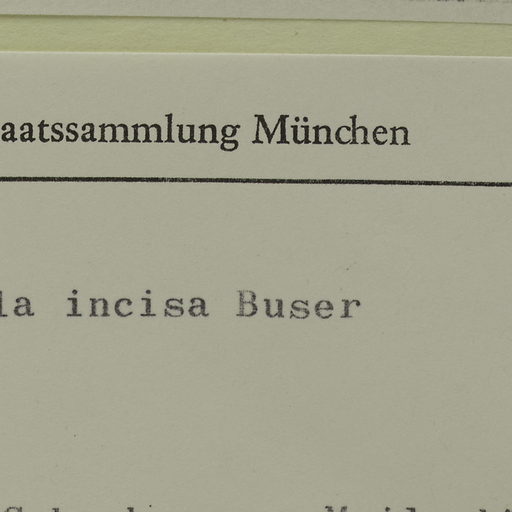 aatssammlung München
la incisa Buser